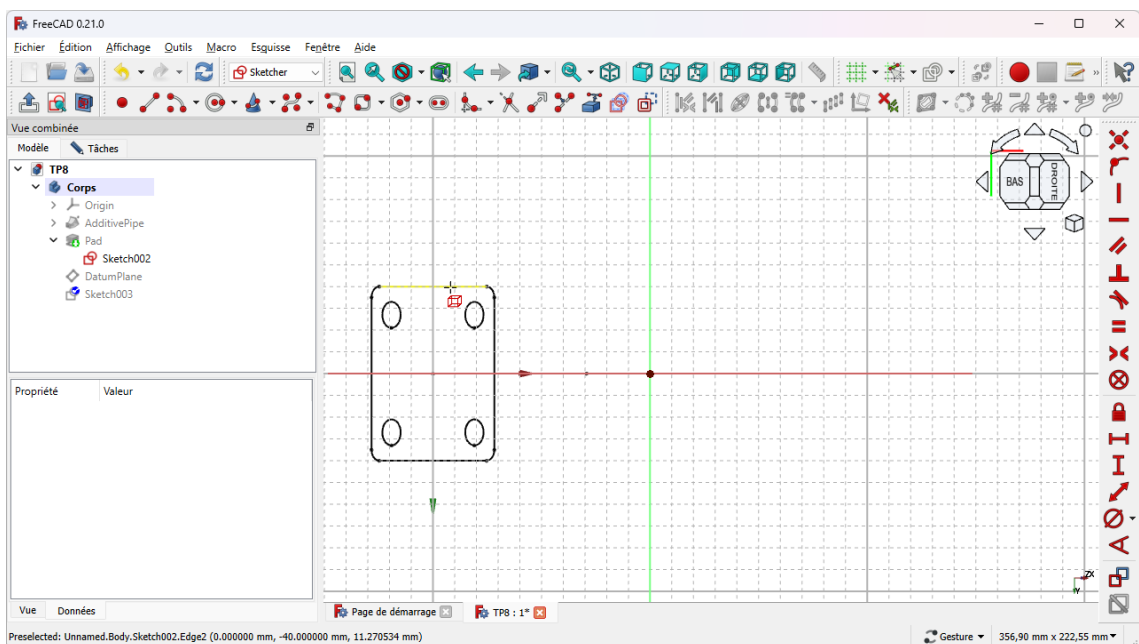 FreeCAD 0.21.0
Fichier Édition Affichage Outils Macro Esquisse Fenêtre Aide
Sketcher
Vue combinée
Modèle Tâches
TP8
Corps
Origin
AdditivePipe
Pad
Sketch002
DatumPlane
Sketch003
BAS DROITE
Propriété Valeur
ZX
Y
Vue Données
Page de démarrage TP8 : 1*
Preselected: Unnamed.Body.Sketch002.Edge2 (0.000000 mm, -40.000000 mm, 11.270534 mm) Gesture 356,90 mm x 222,55 mm